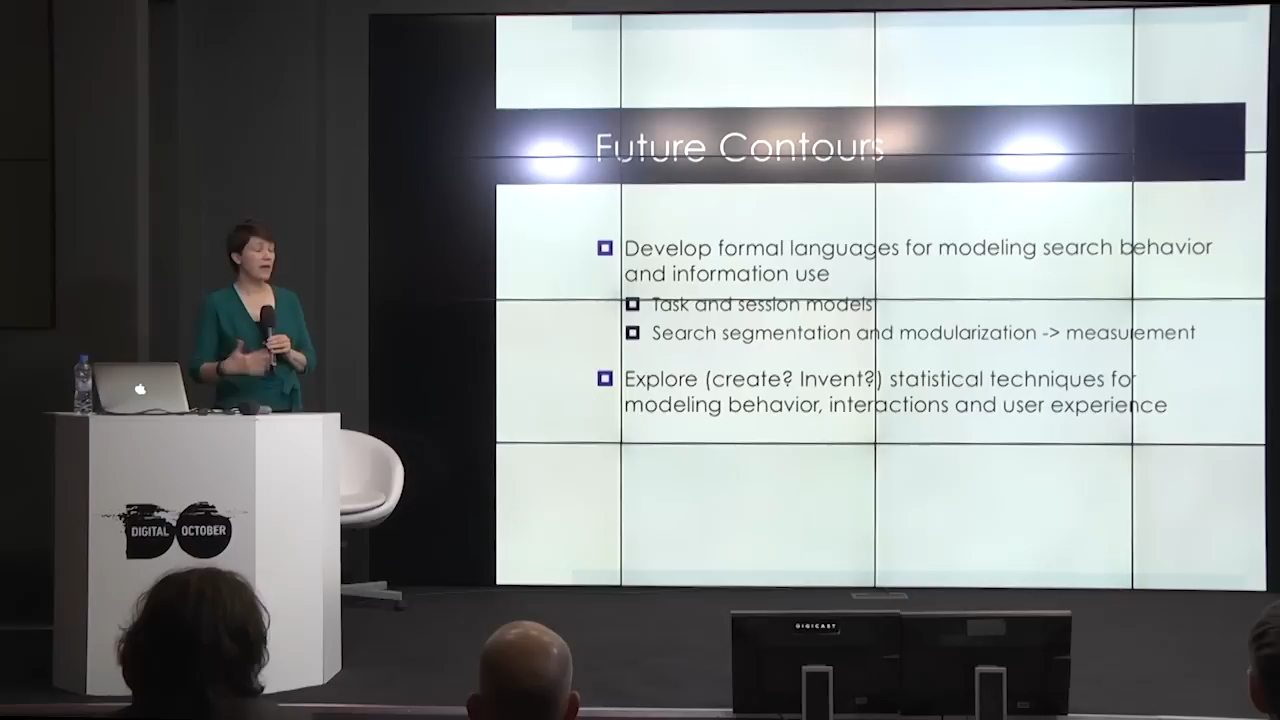 Future Contours
Develop formal languages for modeling search behavior
and information use
Task and session models
Search segmentation and modularization -> measurement
Explore (create? Invent?) statistical techniques for
modeling behavior, interactions and user experience
DIGITAL OCTOBER
DIGICAST